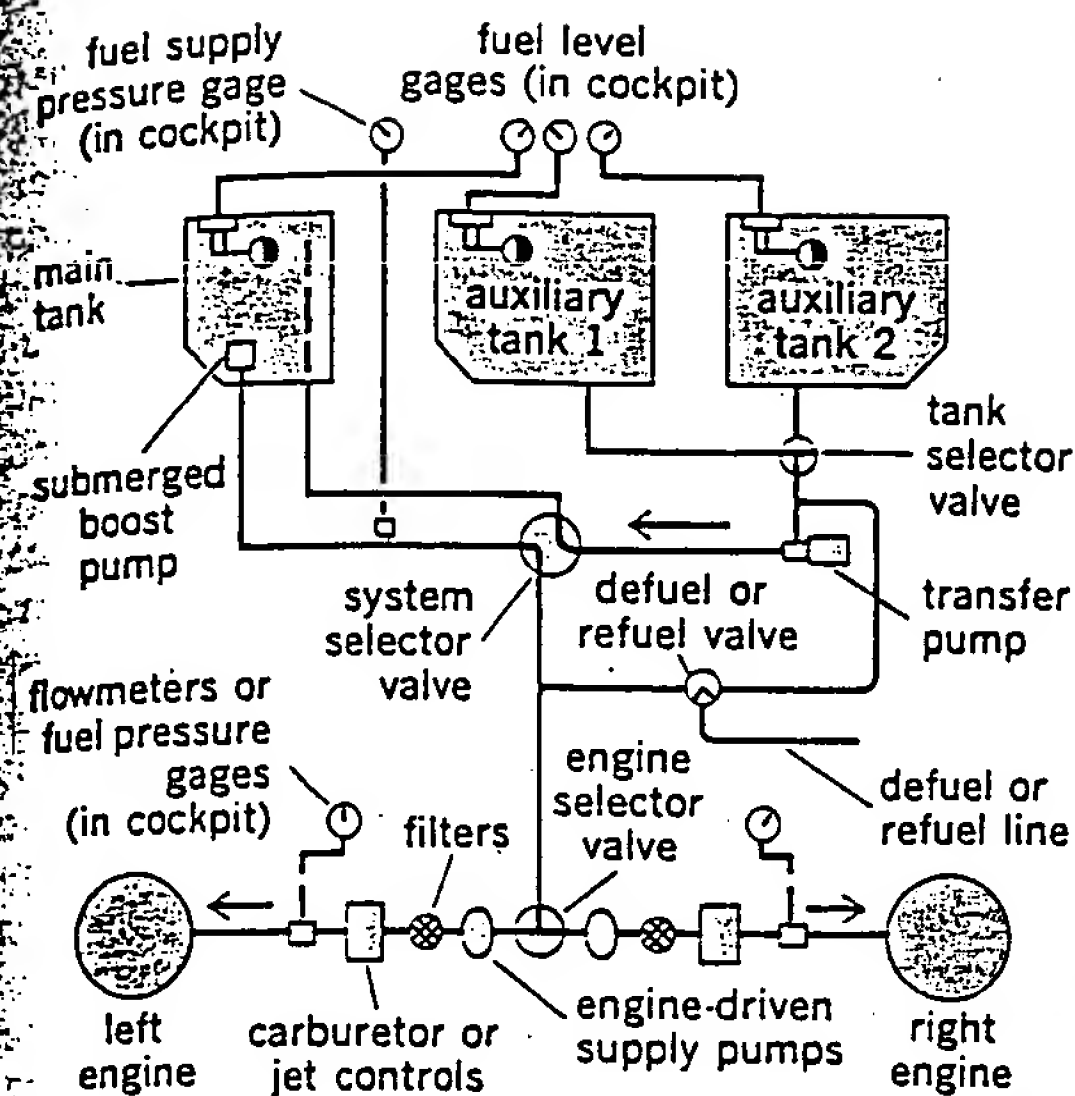 fuel supply
pressure gage
(in cockpit)
fuel level
gages (in cockpit)
main
tank
auxiliary
tank 1
auxiliary
tank 2
tank
selector
valve
submerged
boost
pump
system
selector
valve
defuel or
refuel valve
transfer
pump
flowmeters or
fuel pressure
gages
(in cockpit)
filters
engine
selector
valve
defuel or
refuel line
left
engine
carburetor or
jet controls
engine-driven
supply pumps
right
engine